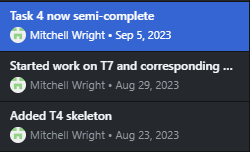 Task 4 now semi-complete
Mitchell Wright • Sep 5, 2023
Started work on T7 and corresponding ...
Mitchell Wright • Aug 29, 2023
Added T4 skeleton
Mitchell Wright • Aug 23, 2023